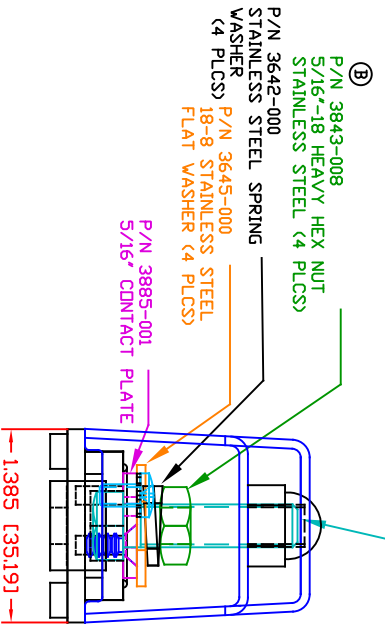 B
P/N 3843-008
5/16"-18 HEAVY HEX NUT
STAINLESS STEEL (4 PLCS)
P/N 3642-000
STAINLESS STEEL SPRING
WASHER
(4 PLCS)
P/N 3645-000
18-8 STAINLESS STEEL
FLAT WASHER (4 PLCS)
P/N 3885-001
5/16" CONTACT PLATE
1.385 [35.19]